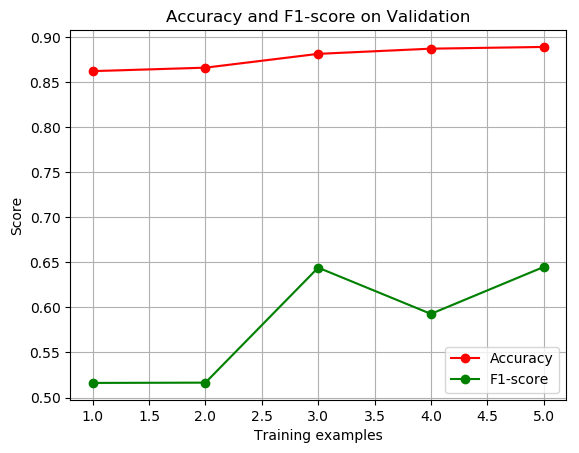 Accuracy and F1-score on Validation
Score
0.90
0.85
0.80
0.75
0.70
0.65
0.60
0.55
0.50
Accuracy
F1-score
1.0 1.5 2.0 2.5 3.0 3.5 4.0 4.5 5.0
Training examples